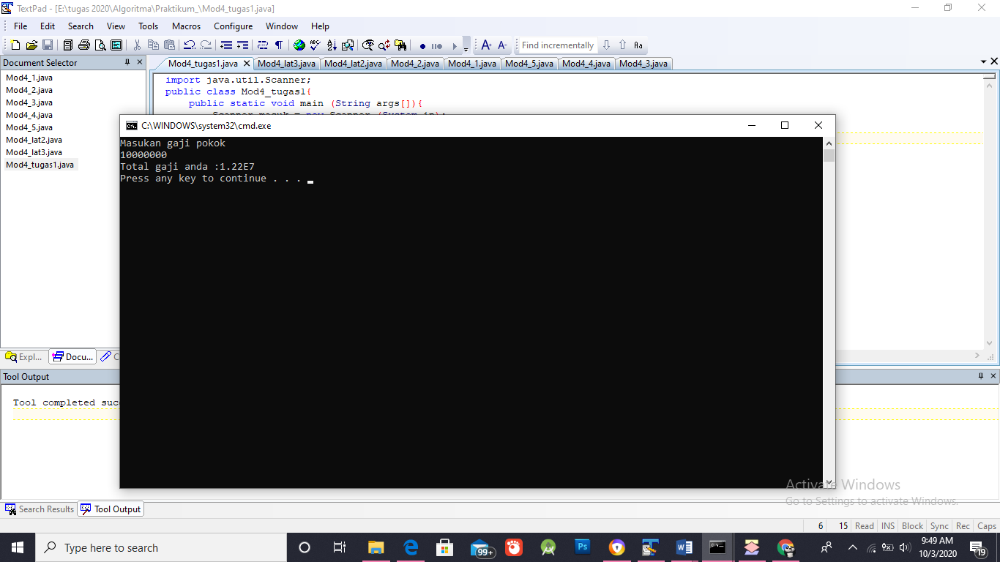 TextPad - [E:\tugas 2020\Algoritma\Praktikum_\Mod4_tugas1.java]
File Edit Search View Tools Macros Configure Window Help
Find incrementally Aa
Document Selector
Mod4_tugas1.java Mod4_lat3.java Mod4_lat2.java Mod4_2.java Mod4_1.java Mod4_5.java Mod4_4.java Mod4_3.java
Mod4_1.java
Mod4_2.java
Mod4_3.java
Mod4_4.java
Mod4_5.java
Mod4_lat2.java
Mod4_lat3.java
Mod4_tugas1.java
import java.util.Scanner;
public class Mod4_tugas1{
public static void main (String args[]){
C:\WINDOWS\system32\cmd.exe
Masukan gaji pokok
10000000
Total gaji anda :1.22E7
Press any key to continue . . .
Expl... Docu... C
Tool Output
Tool completed suc
Activate Windows
Go to Settings to activate Windows.
Search Results Tool Output
6 15 Read INS Block Sync Rec Caps
Type here to search
99+
Ps
9:49 AM
10/3/2020
19